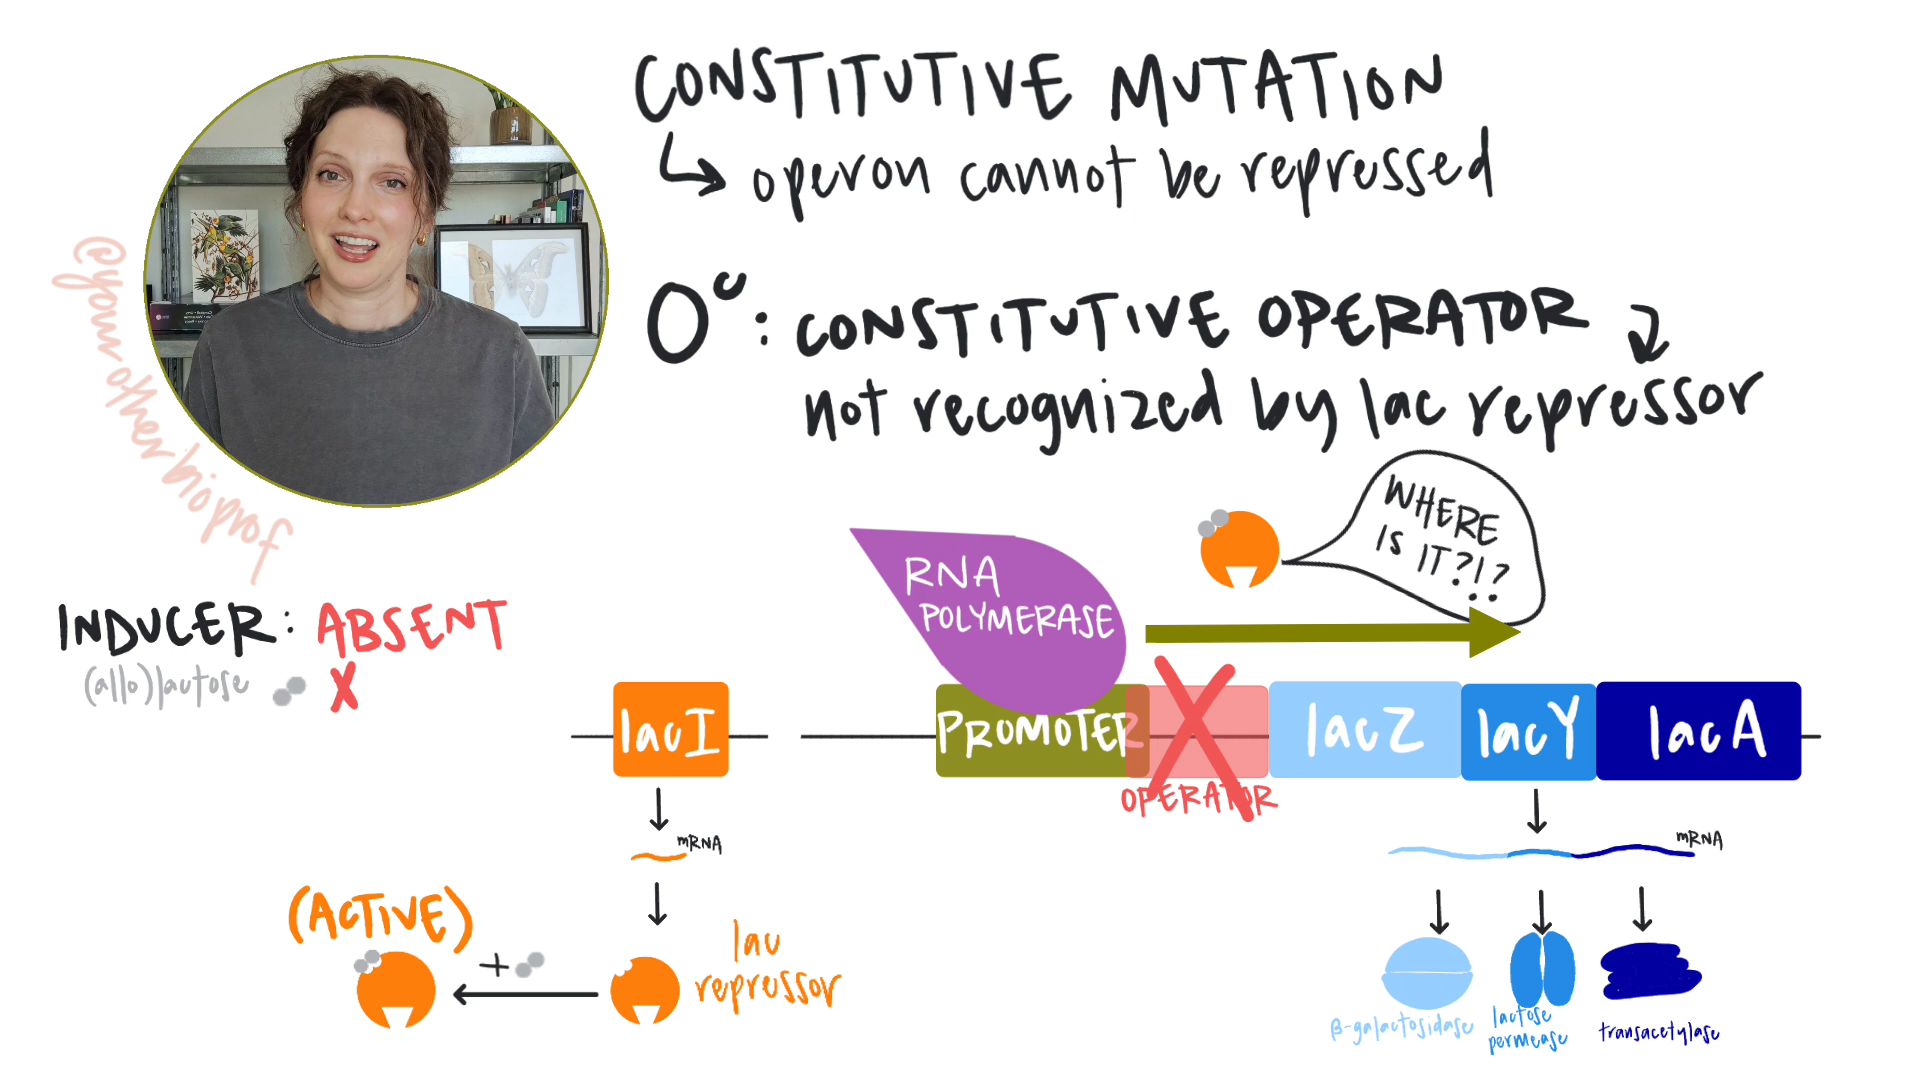 CONSTITUTIVE MUTATION
operon cannot be repressed
Oᶜ: CONSTITUTIVE OPERATOR
not recognized by lac repressor
@yourotherbioprof
WHERE
IS IT?!?
RNA
POLYMERASE
INDUCER: ABSENT
(allo)lactose X
lacI
PROMOTER
lacZ
lacY
lacA
OPERATOR
mRNA
mRNA
(ACTIVE)
+
lac
repressor
β-galactosidase
lactose
permease
transacetylase